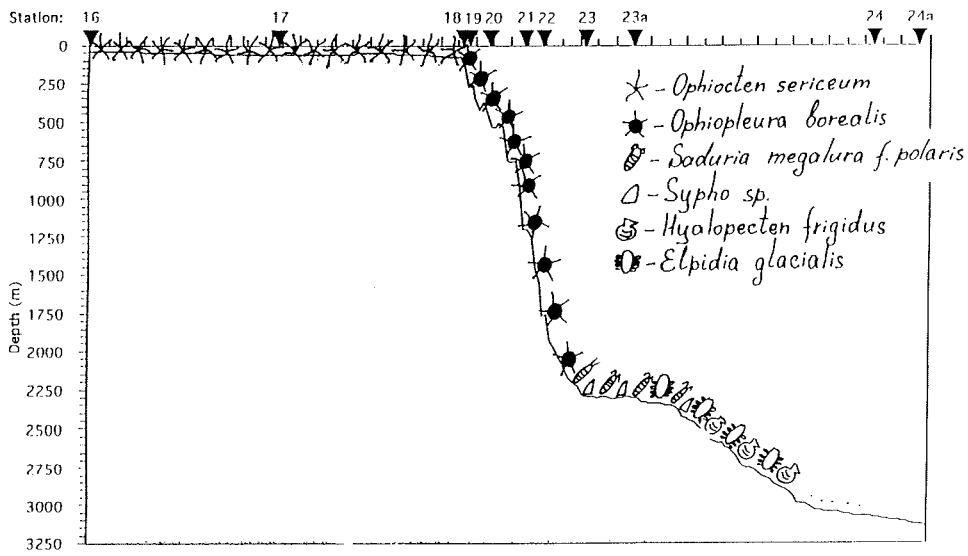 Station: 16 17 18 19 20 21 22 23 23a 24 24a
0
250
500
750
1000
1250
1500
1750
2000
2250
2500
2750
3000
3250
Depth (m)
- Ophiocten sericeum
- Ophiopleura borealis
- Saduria megalura f. polaris
- Sypho sp.
- Hyalopecten frigidus
- Elpidia glacialis